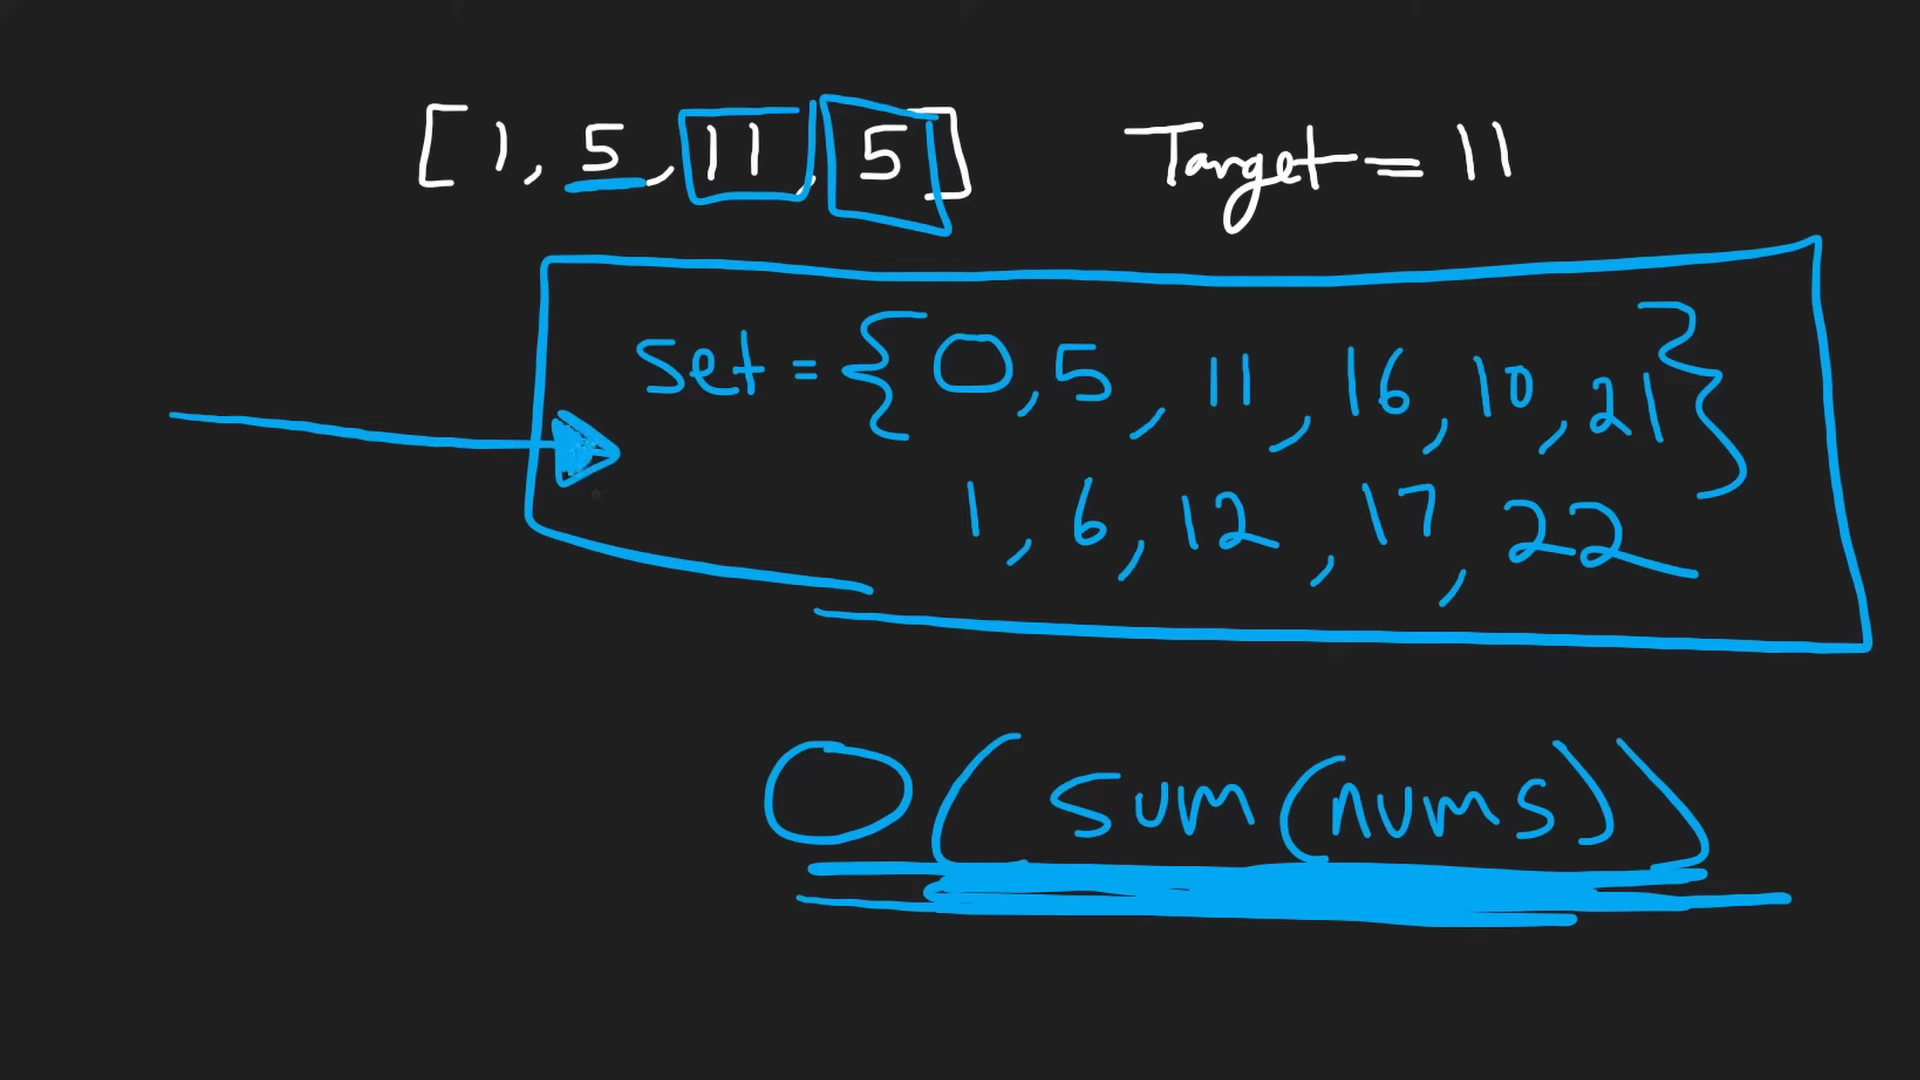 [1, 5, 11, 5] Target = 11
Set = {0, 5, 11, 16, 10, 21}
1, 6, 12, 17, 22
O(sum(nums))